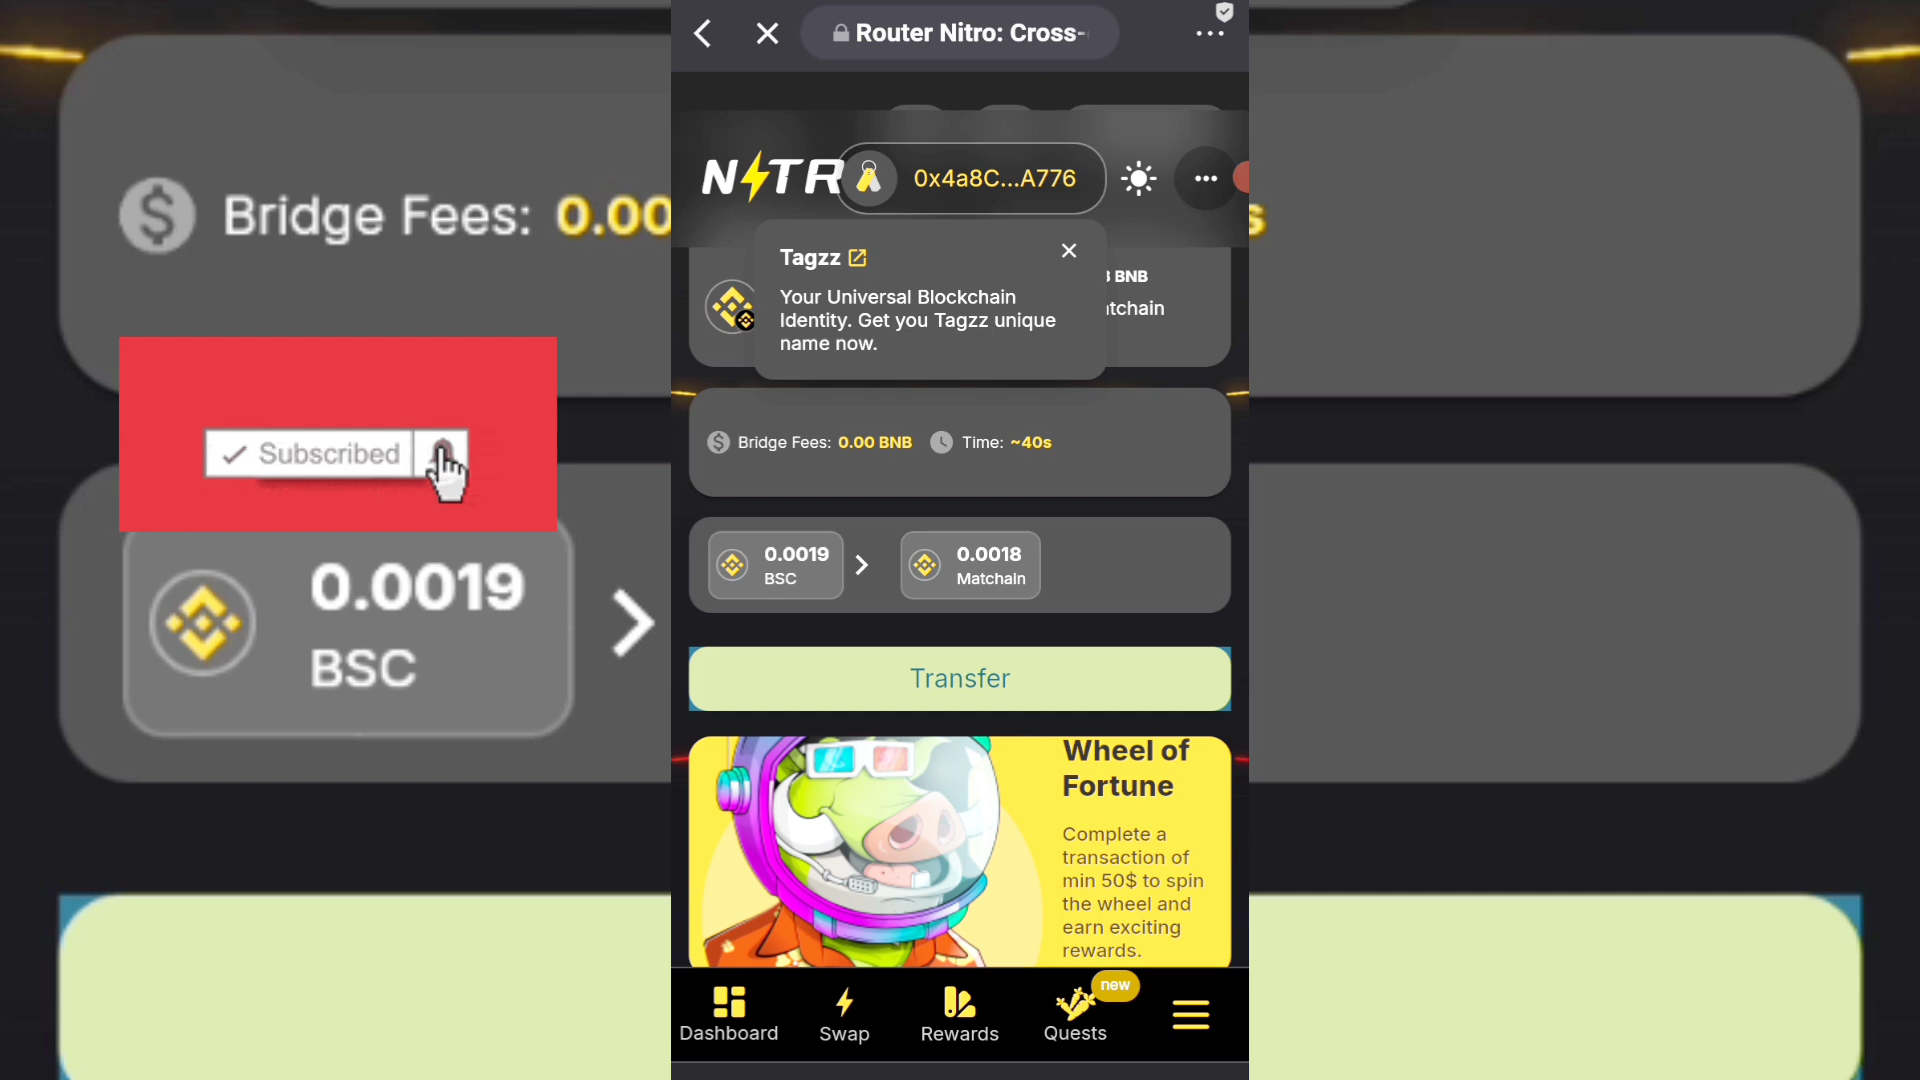 Router Nitro: Cross-
NITR
0x4a8C...A776
Tagzz
Your Universal Blockchain
Identity. Get you Tagzz unique
name now.
BNB
tchain
Bridge Fees: 0.00 BNB
Time: ~40s
0.0019
BSC
0.0018
Matchain
Transfer
Wheel of
Fortune
Complete a
transaction of
min 50$ to spin
the wheel and
earn exciting
rewards.
new
Dashboard
Swap
Rewards
Quests
Bridge Fees: 0.00
s
Subscribed
0.0019
BSC